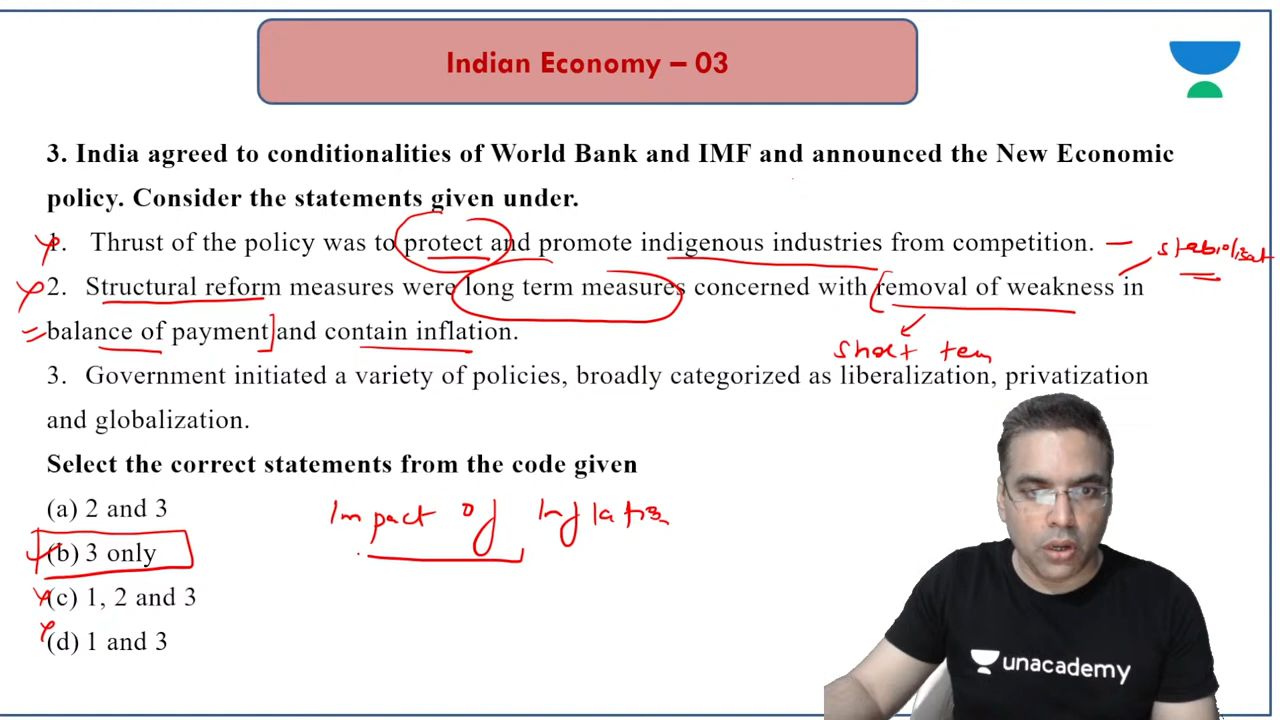 Indian Economy – 03
3. India agreed to conditionalities of World Bank and IMF and announced the New Economic
policy. Consider the statements given under.
1. Thrust of the policy was to protect and promote indigenous industries from competition.
2. Structural reform measures were long term measures concerned with removal of weakness in
balance of payment and contain inflation.
short tem
3. Government initiated a variety of policies, broadly categorized as liberalization, privatization
and globalization.
Select the correct statements from the code given
(a) 2 and 3
Impact of
(b) 3 only
(c) 1, 2 and 3
(d) 1 and 3
unacademy